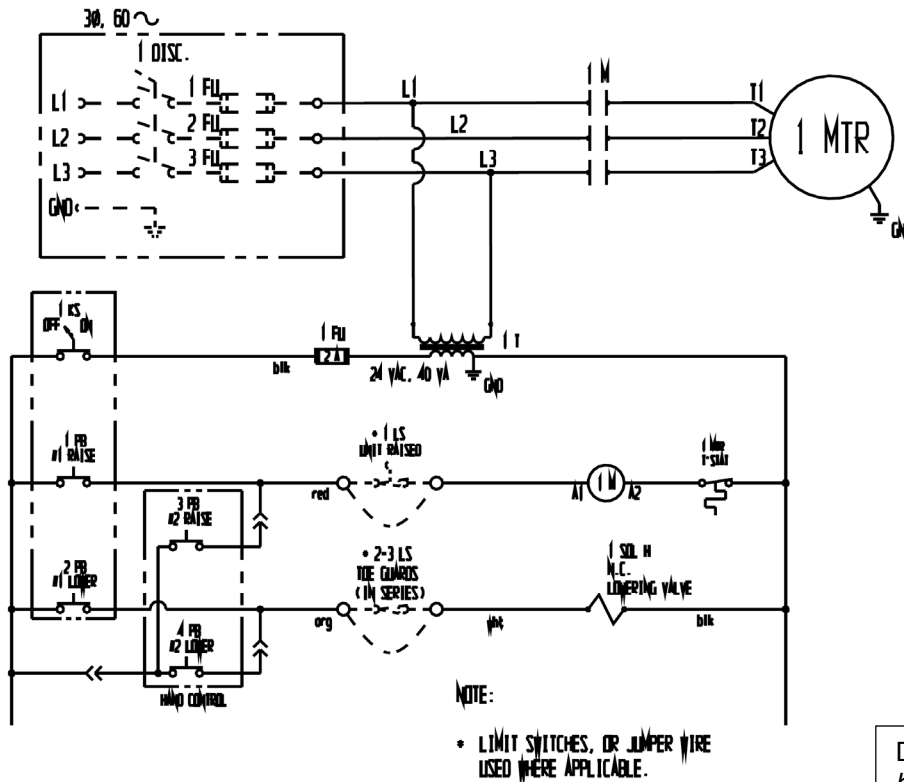 3Ø, 60∿
1 DISC.
L1 1 FU L1 1 M T1
L2 2 FU L2 T2
L3 3 FU L3 T3
1 MTR
GND
1 KS
OFF ON
1 FU
2 A
blk
1 T
24 VAC, 40 VA
GND
1 PB
#1 RAISE
* 1 LS
LIMIT RAISED
1 MTR
T-STAT
red
A1 1 M A2
3 PB
#2 RAISE
2 PB
#1 LOWER
* 2-3 LS
TOE GUARDS
(IN SERIES)
1 SOL H
N.C.
LOWERING VALVE
org
wht
blk
4 PB
#2 LOWER
HAND CONTROL
NOTE:
* LIMIT SWITCHES, OR JUMPER WIRE
USED WHERE APPLICABLE.